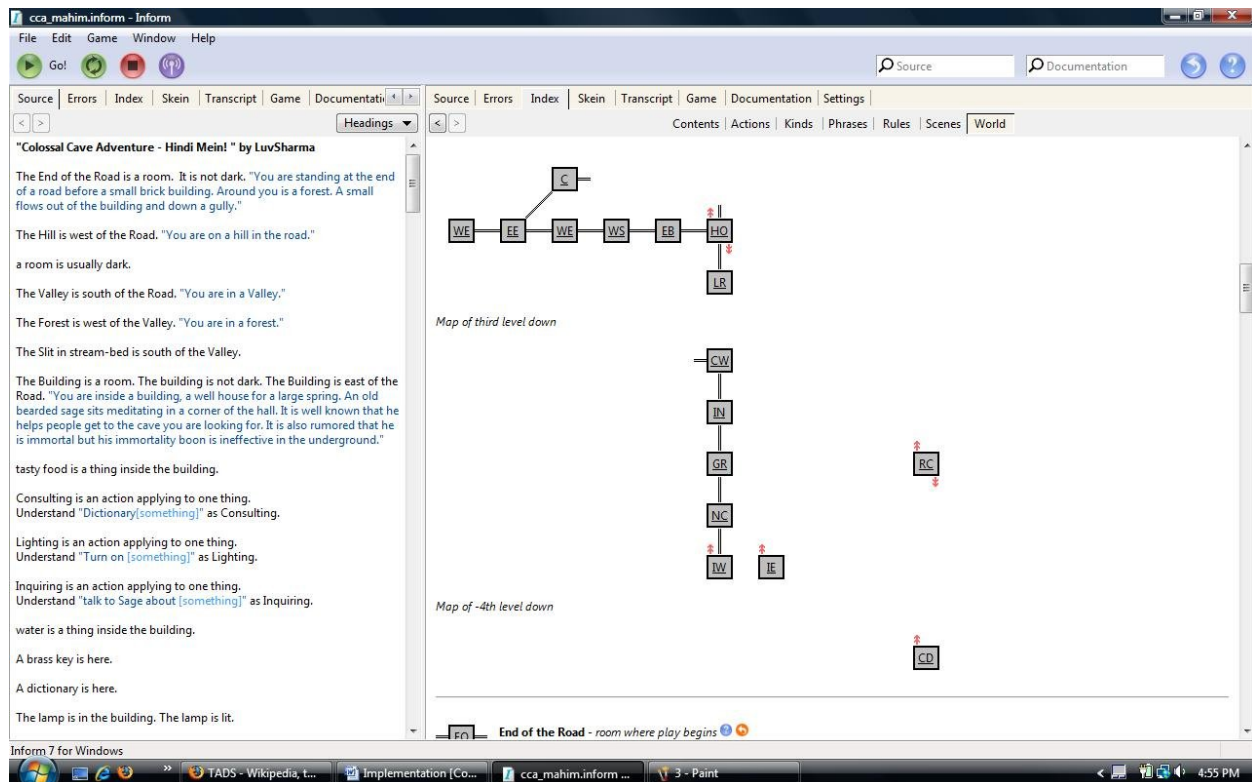 cca_mahim.inform - Inform
File Edit Game Window Help
Go!
Source
Documentation
Source Errors Index Skein Transcript Game Documentati
Headings
"Colossal Cave Adventure - Hindi Mein! " by LuvSharma
The End of the Road is a room. It is not dark. "You are standing at the end
of a road before a small brick building. Around you is a forest. A small
flows out of the building and down a gully."
The Hill is west of the Road. "You are on a hill in the road."
a room is usually dark.
The Valley is south of the Road. "You are in a Valley."
The Forest is west of the Valley. "You are in a forest."
The Slit in stream-bed is south of the Valley.
The Building is a room. The building is not dark. The Building is east of the
Road. "You are inside a building, a well house for a large spring. An old
bearded sage sits meditating in a corner of the hall. It is well known that he
helps people get to the cave you are looking for. It is also rumored that he
is immortal but his immortality boon is ineffective in the underground."
tasty food is a thing inside the building.
Consulting is an action applying to one thing.
Understand "Dictionary[something]" as Consulting.
Lighting is an action applying to one thing.
Understand "Turn on [something]" as Lighting.
Inquiring is an action applying to one thing.
Understand "talk to Sage about [something]" as Inquiring.
water is a thing inside the building.
A brass key is here.
A dictionary is here.
The lamp is in the building. The lamp is lit.
Source Errors Index Skein Transcript Game Documentation Settings
Contents Actions Kinds Phrases Rules Scenes World
C
WE EE WE WS EB HO
LR
Map of third level down
CW
IN
GR RC
NC
IW IE
Map of -4th level down
CD
EO End of the Road - room where play begins
Inform 7 for Windows
TADS - Wikipedia, t... Implementation [Co... cca_mahim.inform ... 3 - Paint 4:55 PM